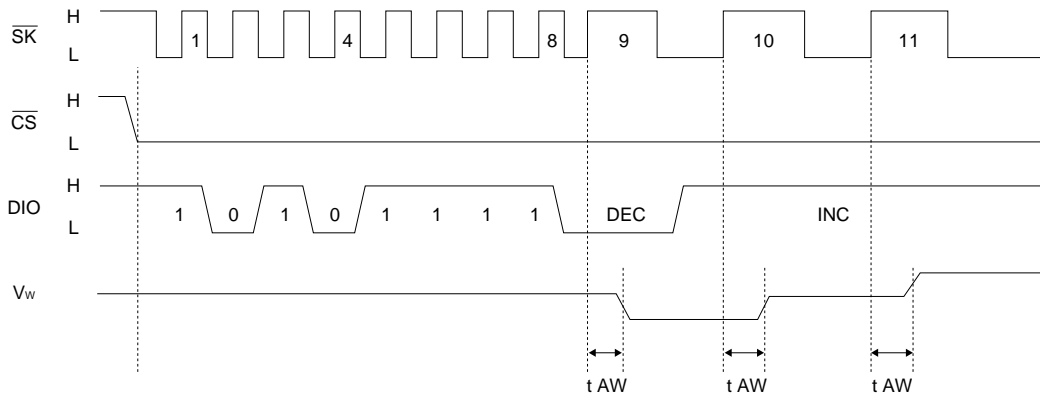 H
SK
L
1 4 8 9 10 11
H
CS
L
H
DIO
L
1 0 1 0 1 1 1 1 DEC INC
Vw
t AW t AW t AW